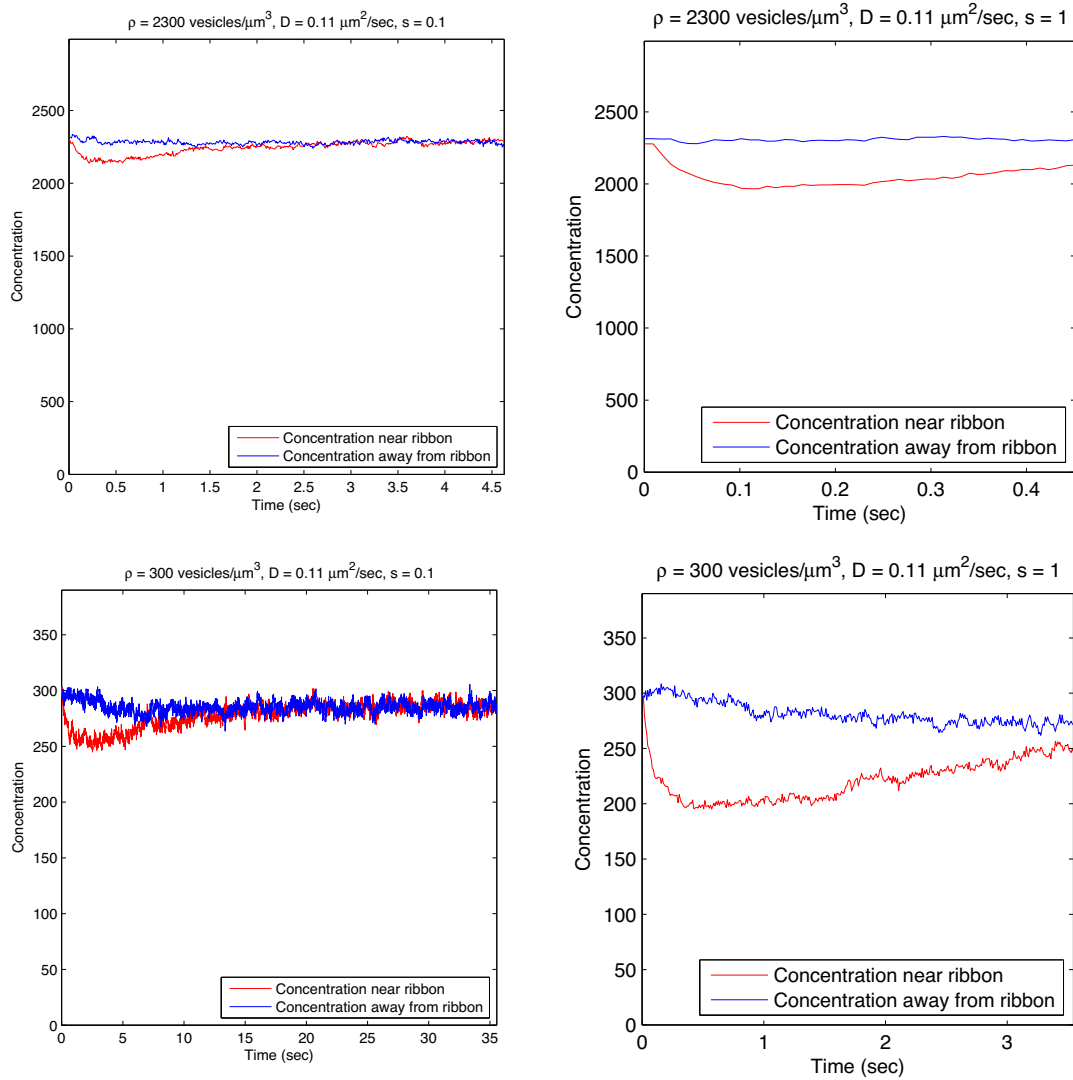 ρ = 2300 vesicles/μm³, D = 0.11 μm²/sec, s = 0.1
2500
2000
1500
1000
500
0
Concentration
Concentration near ribbon
Concentration away from ribbon
0 0.5 1 1.5 2 2.5 3 3.5 4 4.5
Time (sec)
ρ = 2300 vesicles/μm³, D = 0.11 μm²/sec, s = 1
2500
2000
1500
1000
500
0
Concentration
Concentration near ribbon
Concentration away from ribbon
0 0.1 0.2 0.3 0.4
Time (sec)
ρ = 300 vesicles/μm³, D = 0.11 μm²/sec, s = 0.1
350
300
250
200
150
100
50
0
Concentration
Concentration near ribbon
Concentration away from ribbon
0 5 10 15 20 25 30 35
Time (sec)
ρ = 300 vesicles/μm³, D = 0.11 μm²/sec, s = 1
350
300
250
200
150
100
50
0
Concentration
Concentration near ribbon
Concentration away from ribbon
0 1 2 3
Time (sec)